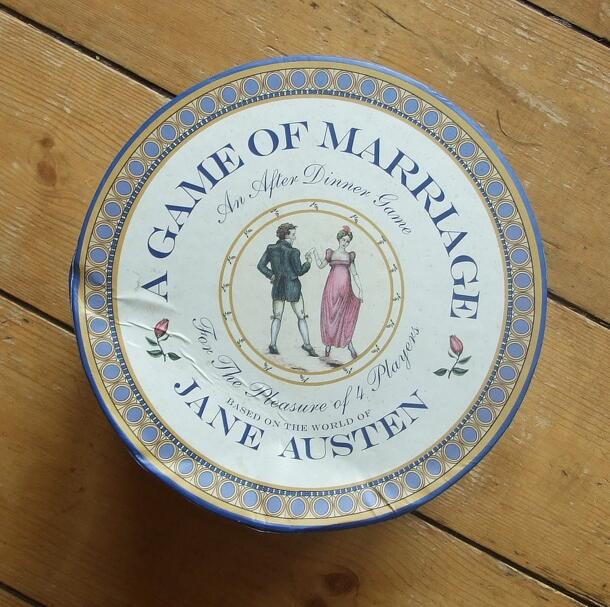 A GAME OF MARRIAGE
An After Dinner Game
For The Pleasure of 4 Players
BASED ON THE WORLD OF
JANE AUSTEN